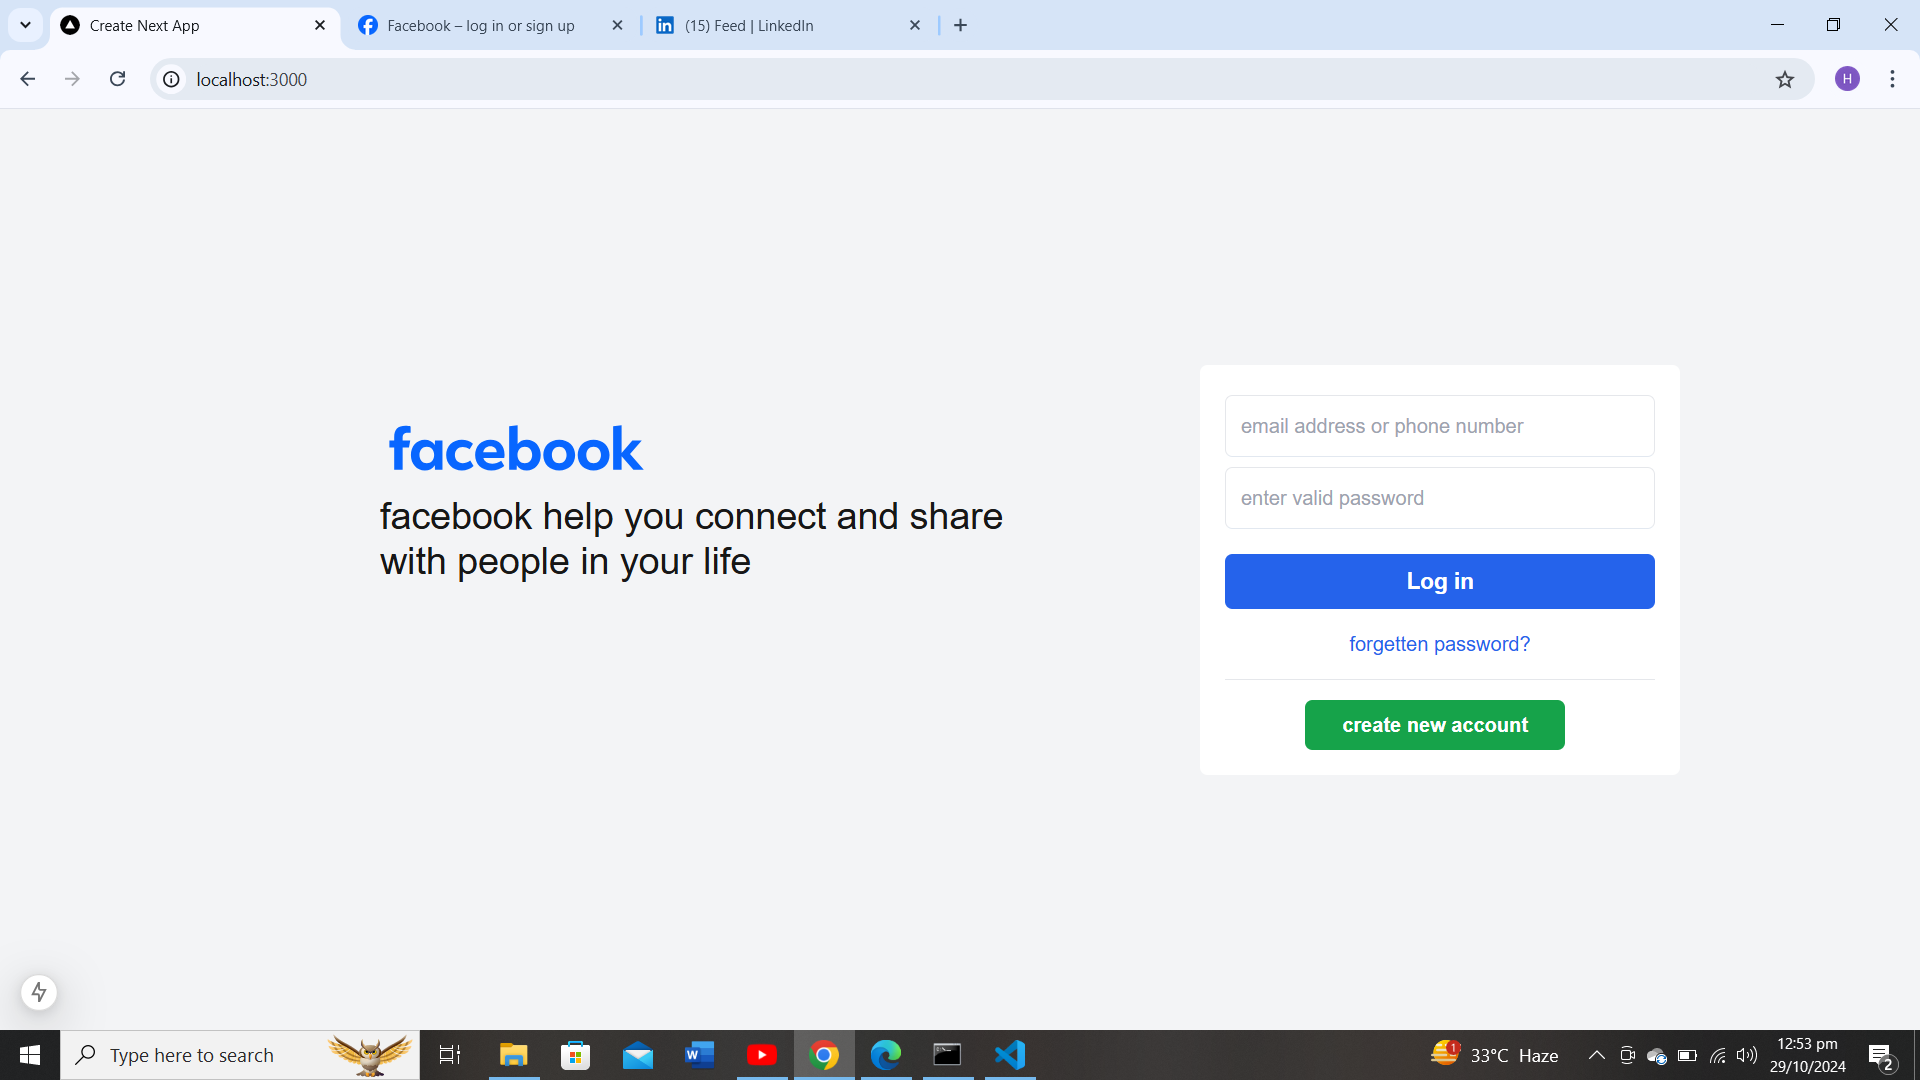 Create Next App
Facebook – log in or sign up
(15) Feed | LinkedIn
localhost:3000
H
facebook
facebook help you connect and share
with people in your life
email address or phone number
enter valid password
Log in
forgetten password?
create new account
Type here to search
W
1
33°C Haze
12:53 pm
29/10/2024
2